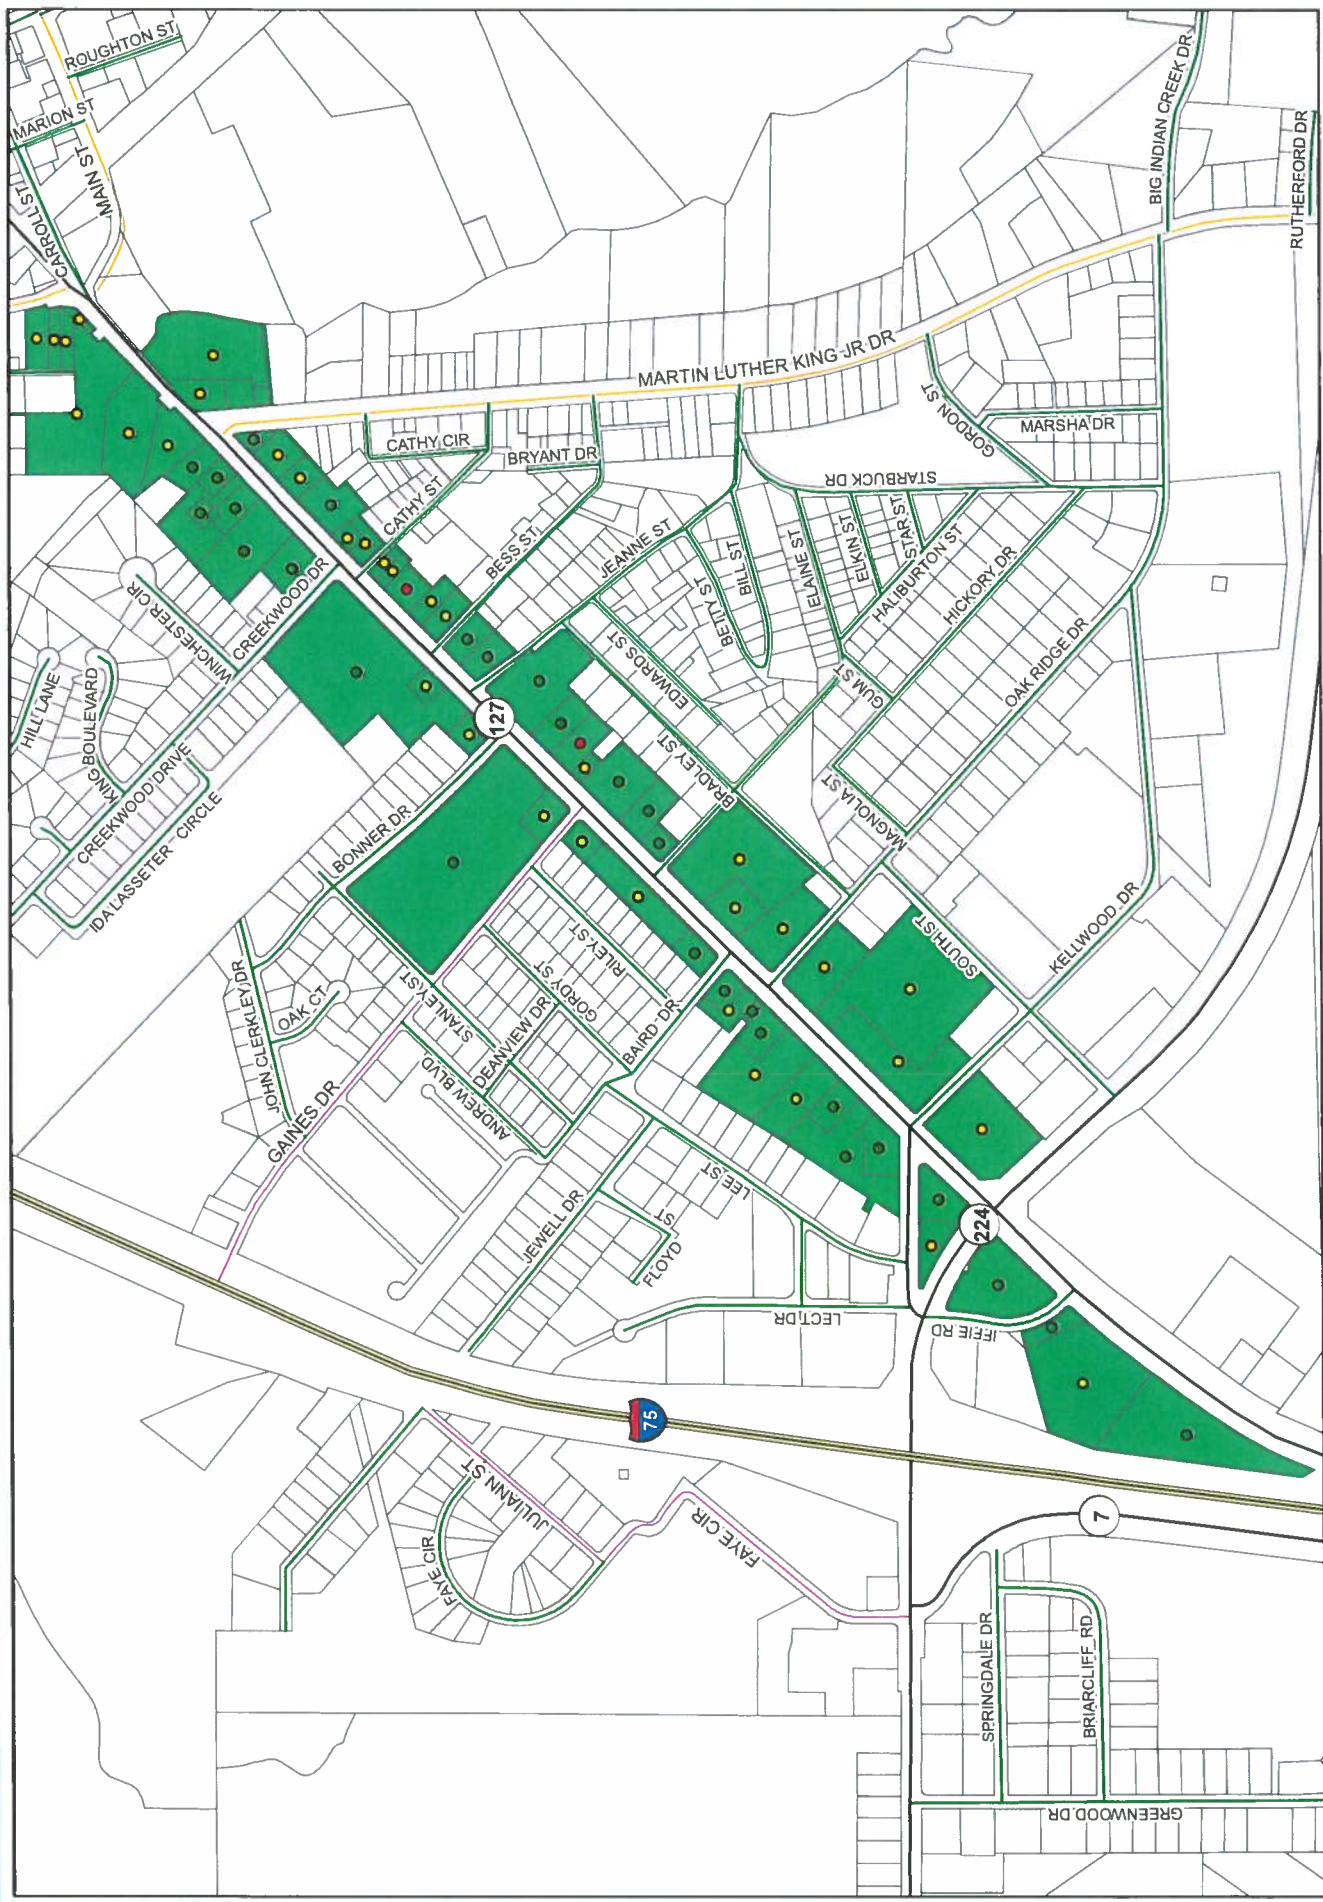 ROUGHTON ST
MARION ST
MAIN ST
CARROLL ST
HILL LANE
KING BOULEVARD
WINCHESTER CIR
CREEKWOOD DR
CREEKWOOD DRIVE
IDA LASSETER CIRCLE
BIG INDIAN CREEK DR
RUTHERFORD DR
MARTIN LUTHER KING JR DR
CATHY CIR
BRYANT DR
CATHY ST
BESS ST
JEANNE ST
GORDON ST
MARSHA DR
STARBUCK DR
STAR ST
ELKIN ST
ELAINE ST
BILL ST
BETTY ST
HALIBURTON ST
HICKORY DR
EDWARDS ST
GUM ST
OAK RIDGE DR
127
BRADLEY ST
MAGNOLIA ST
BONNER DR
JOHN CLERKLEY DR
OAK CT
STANLEY ST
RILEY ST
GORDY ST
DEANVIEW DR
BAIRD DR
ANDREW BLVD
GAINES DR
SOUTH ST
KELLWOOD DR
JEWELL DR
LEE ST
FLOYD ST
224
LECT DR
IFFIE RD
75
JULIANN ST
FAYE CIR
FAYE CIR
7
SPRINGDALE DR
BRIARCLIFF RD
GREENWOOD DR